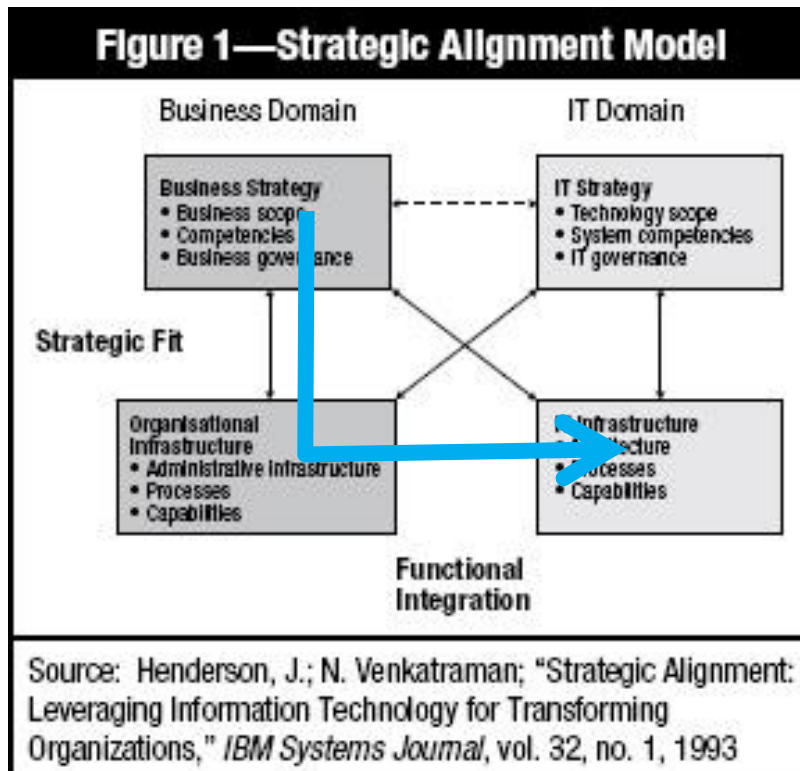 Figure 1—Strategic Alignment Model
Business Domain
IT Domain
Business Strategy
• Business scope
• Competencies
• Business governance
IT Strategy
• Technology scope
• System competencies
• IT governance
Strategic Fit
Organisational
Infrastructure
• Administrative Infrastructure
• Processes
• Capabilities
Infrastructure
• Processes
• Capabilities
Functional
Integration
Source: Henderson, J.; N. Venkatraman; “Strategic Alignment:
Leveraging Information Technology for Transforming
Organizations,” IBM Systems Journal, vol. 32, no. 1, 1993